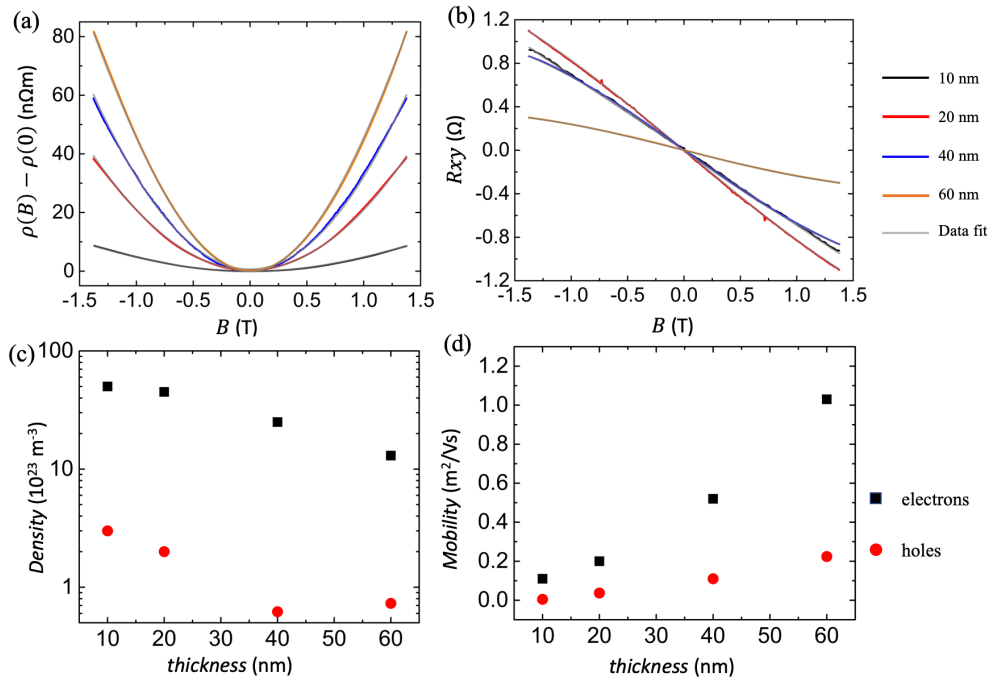 (a)
ρ(B) − ρ(0) (nΩm)
80
60
40
20
0
-1.5 -1.0 -0.5 0.0 0.5 1.0 1.5
B (T)
(b)
Rxy (Ω)
1.2
0.8
0.4
0.0
-0.4
-0.8
-1.2
-1.5 -1.0 -0.5 0.0 0.5 1.0 1.5
B (T)
10 nm
20 nm
40 nm
60 nm
Data fit
(c)
Density (10²³ m⁻³)
100
10
1
10 20 30 40 50 60
thickness (nm)
(d)
Mobility (m²/Vs)
1.2
1.0
0.8
0.6
0.4
0.2
0.0
10 20 30 40 50 60
thickness (nm)
electrons
holes